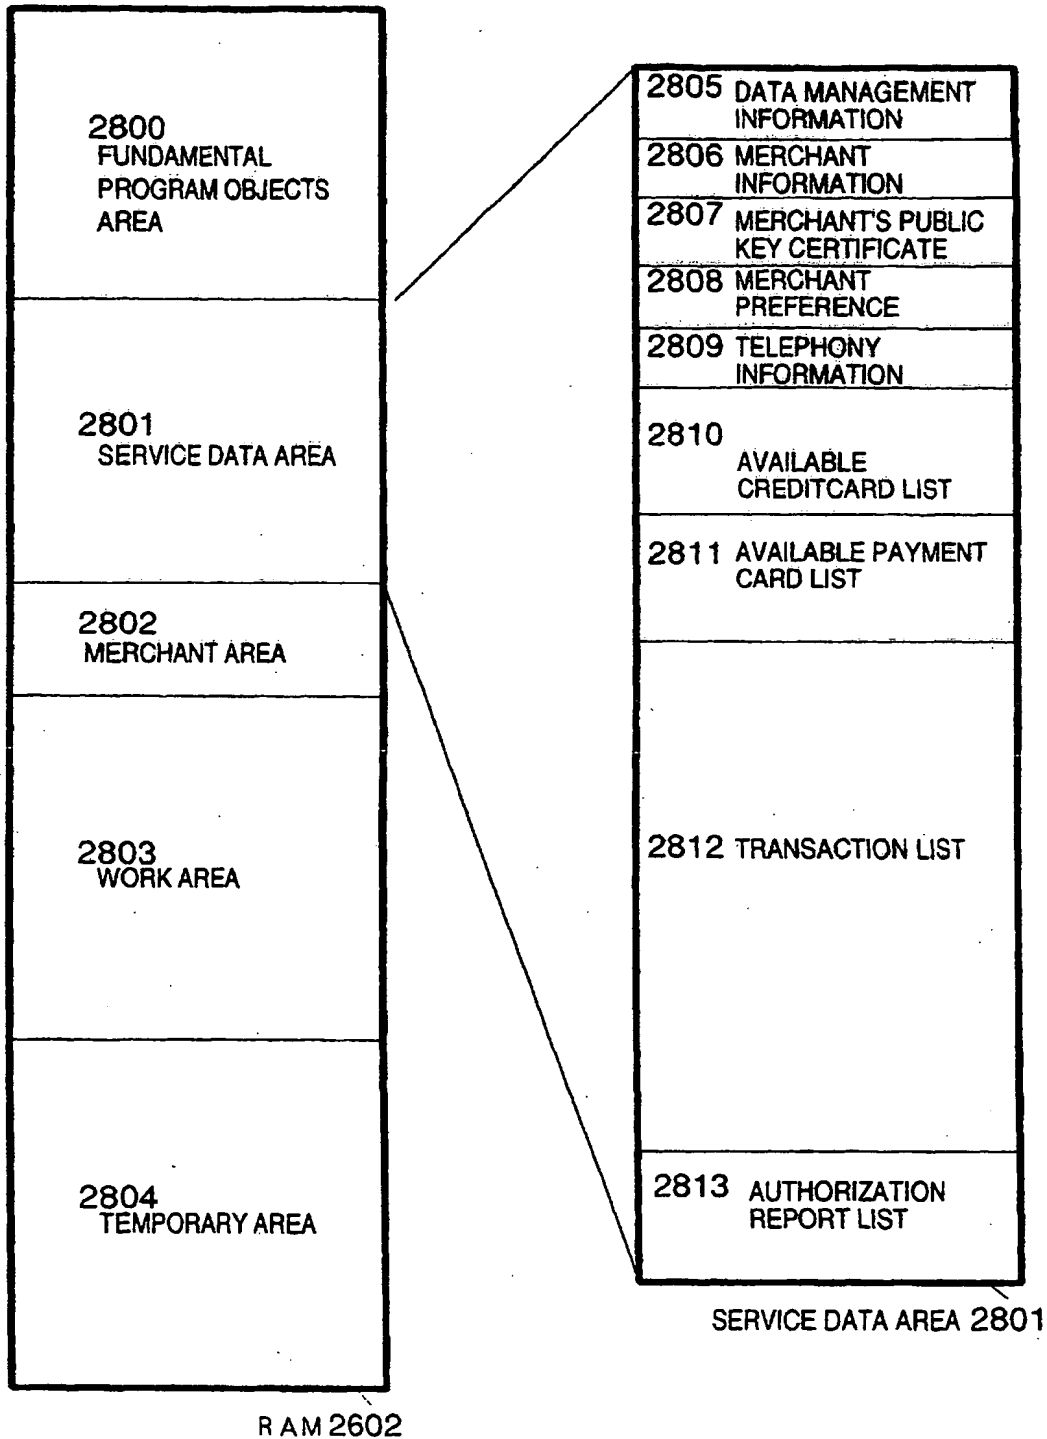 2800
FUNDAMENTAL
PROGRAM OBJECTS
AREA
2801
SERVICE DATA AREA
2802
MERCHANT AREA
2803
WORK AREA
2804
TEMPORARY AREA
RAM 2602
2805 DATA MANAGEMENT
INFORMATION
2806 MERCHANT
INFORMATION
2807 MERCHANT'S PUBLIC
KEY CERTIFICATE
2808 MERCHANT
PREFERENCE
2809 TELEPHONY
INFORMATION
2810
AVAILABLE
CREDITCARD LIST
2811 AVAILABLE PAYMENT
CARD LIST
2812 TRANSACTION LIST
2813 AUTHORIZATION
REPORT LIST
SERVICE DATA AREA 2801